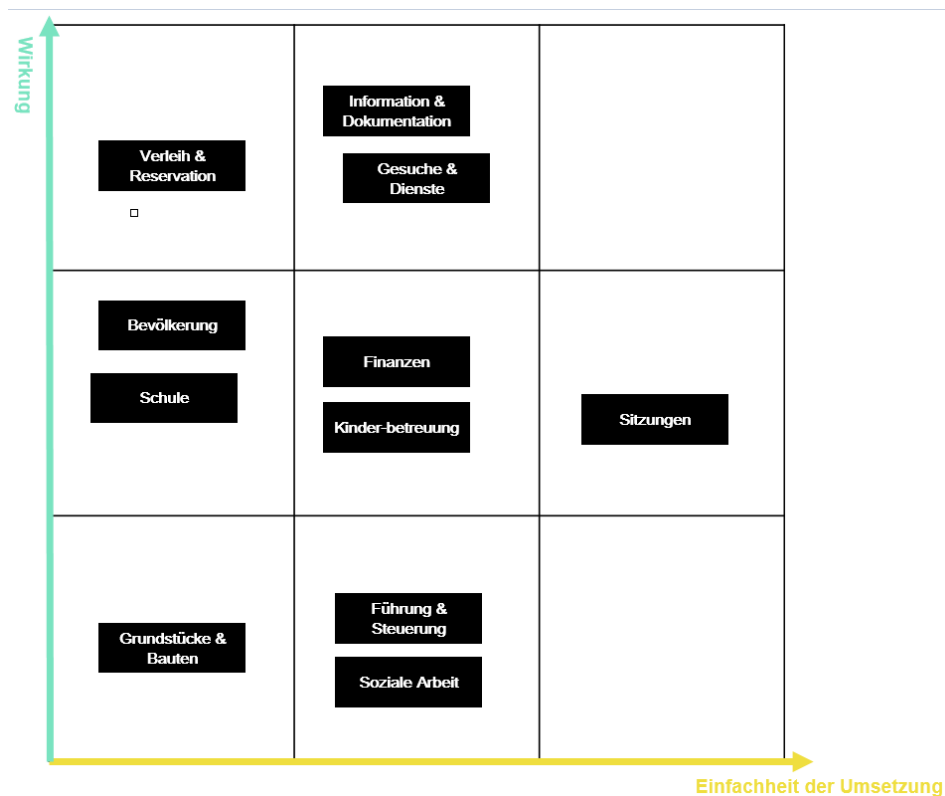 Wirkung
Information &
Dokumentation
Verleih &
Reservation
Gesuche &
Dienste
Bevölkerung
Finanzen
Schule
Kinder-betreuung
Sitzungen
Führung &
Steuerung
Grundstücke &
Bauten
Soziale Arbeit
Einfachheit der Umsetzung